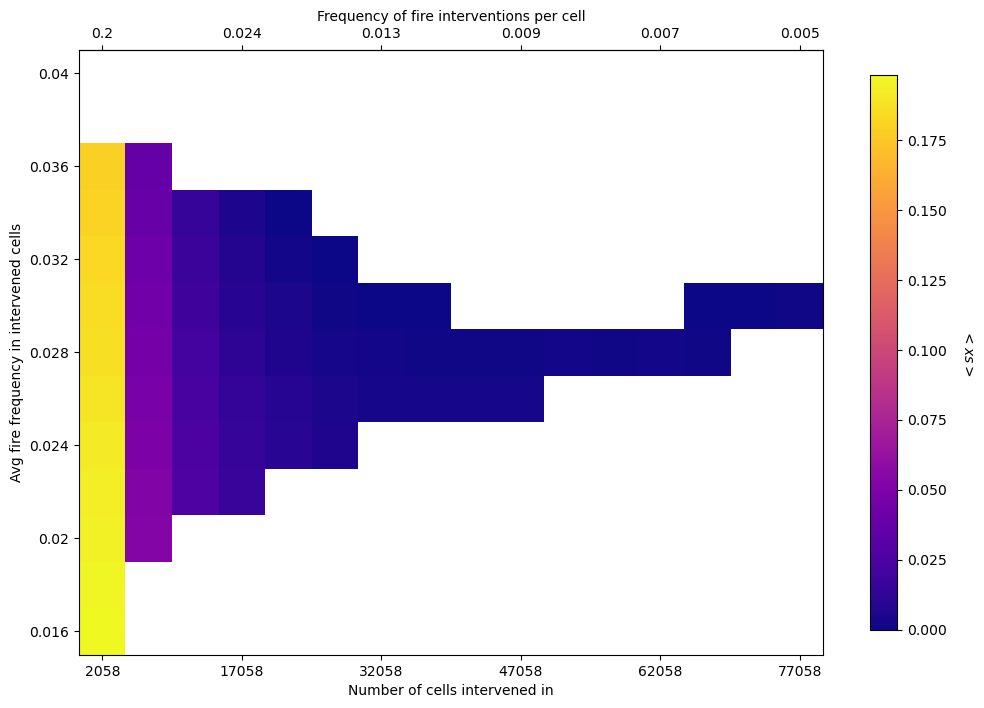 Frequency of fire interventions per cell
0.2 0.024 0.013 0.009 0.007 0.005
0.04
0.036
0.032
0.028
0.024
0.02
0.016
Avg fire frequency in intervened cells
2058 17058 32058 47058 62058 77058
Number of cells intervened in
0.175
0.150
0.125
0.100
0.075
0.050
0.025
0.000
< sx >